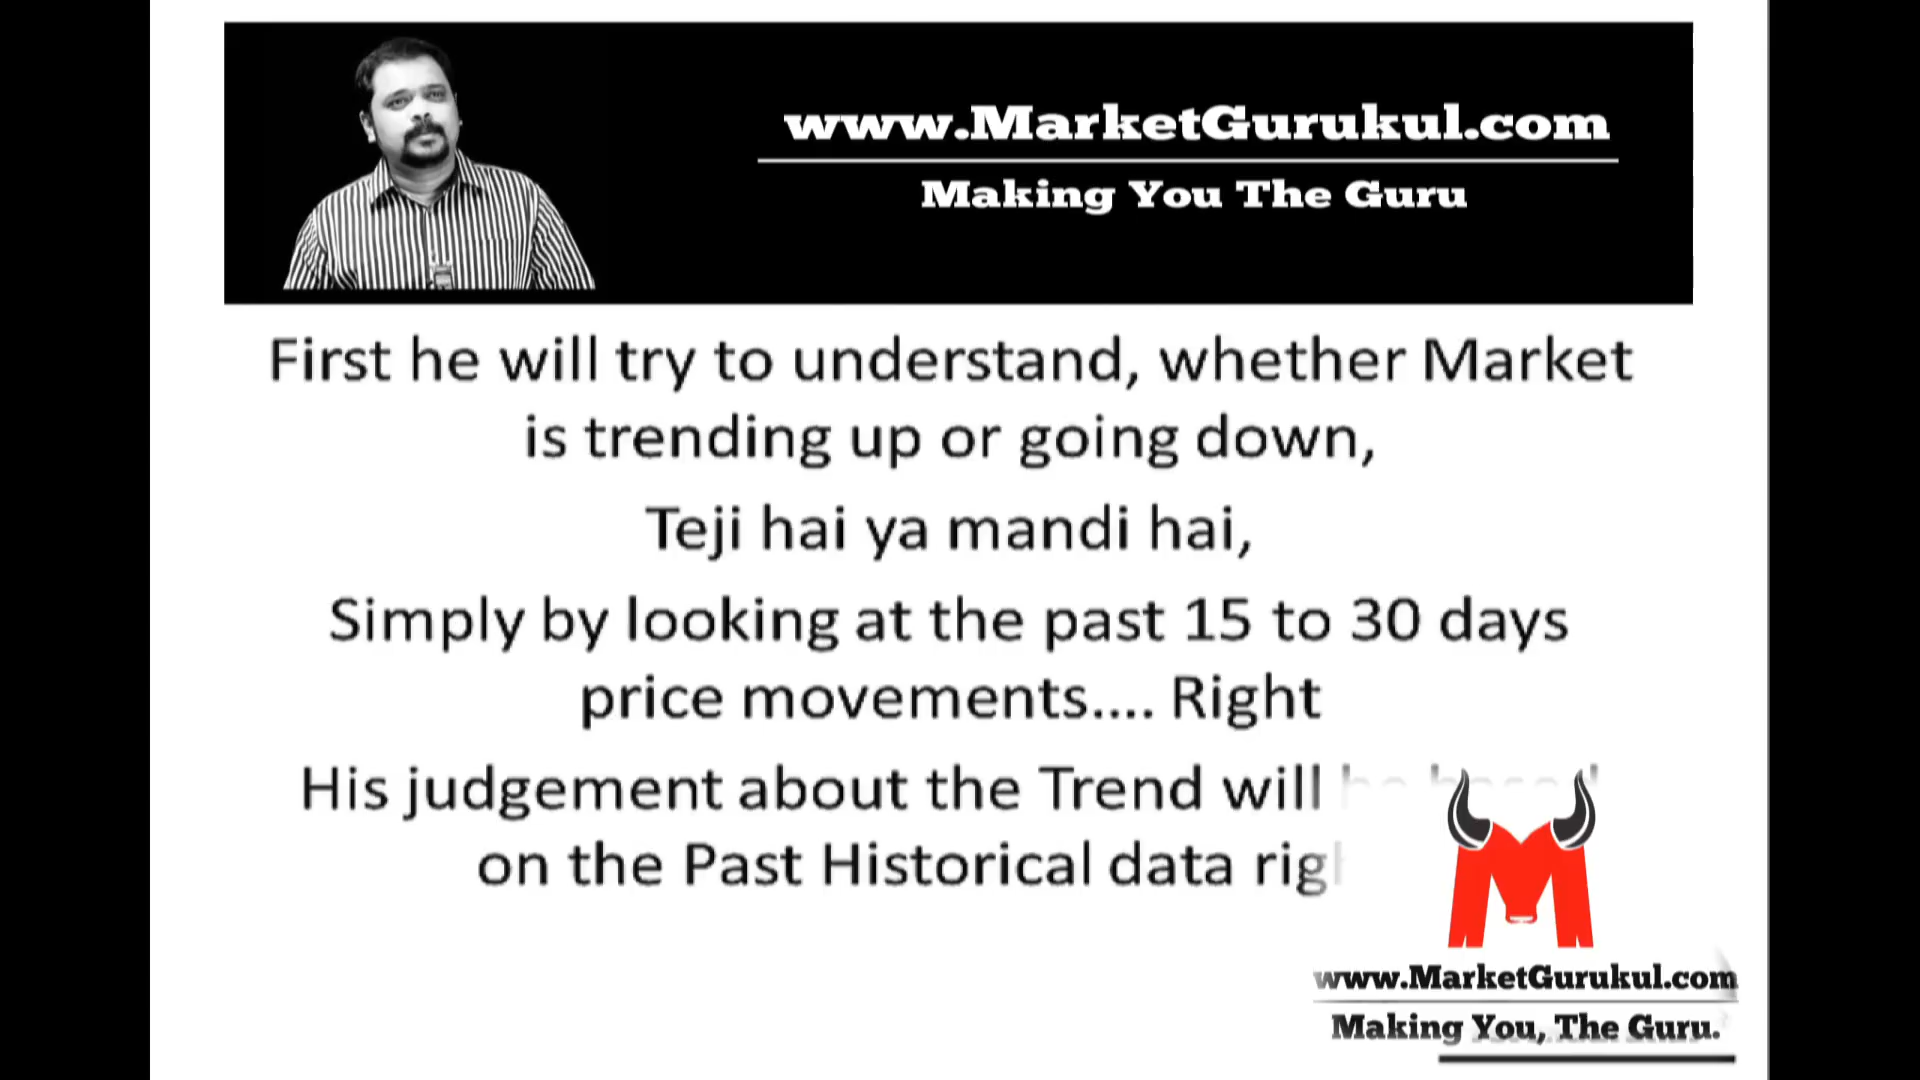 www.MarketGurukul.com
Making You The Guru
First he will try to understand, whether Market
is trending up or going down,
Teji hai ya mandi hai,
Simply by looking at the past 15 to 30 days
price movements.... Right
His judgement about the Trend will
on the Past Historical data
www.MarketGurukul.com
Making You, The Guru.